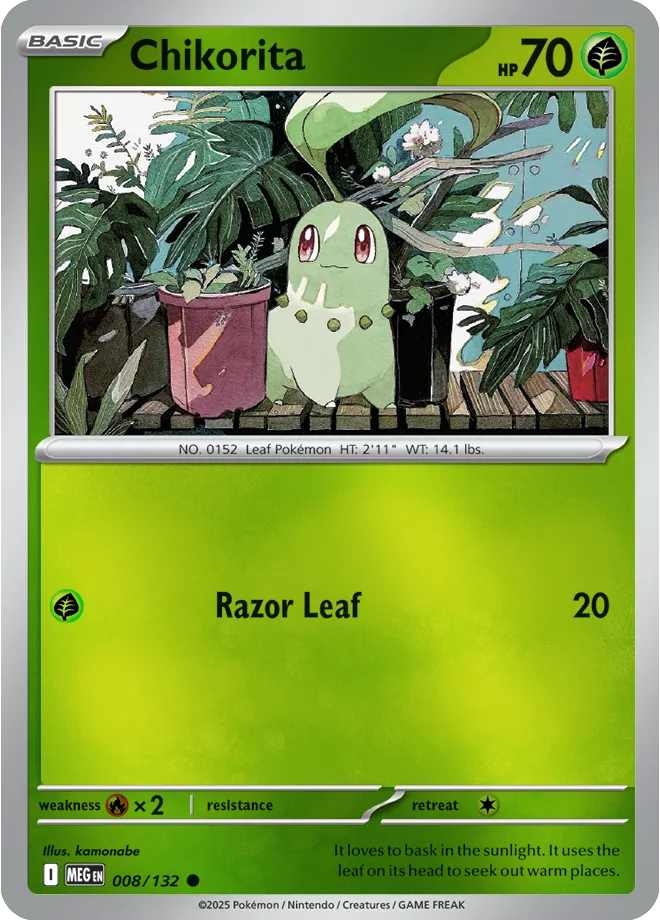 BASIC Chikorita HP 70
NO. 0152 Leaf Pokémon HT: 2'11" WT: 14.1 lbs.
Razor Leaf 20
weakness ×2 resistance retreat
Illus. kamonabe
It loves to bask in the sunlight. It uses the
leaf on its head to seek out warm places.
I MEG EN 008/132
©2025 Pokémon / Nintendo / Creatures / GAME FREAK